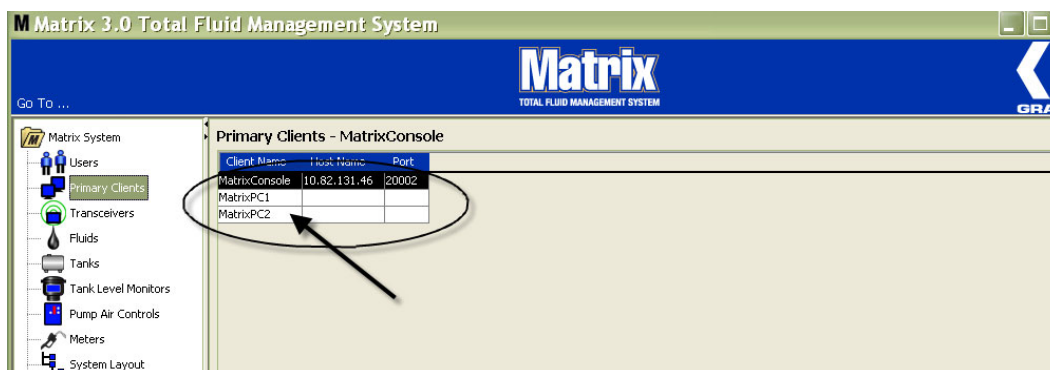 M Matrix 3.0 Total Fluid Management System
Matrix
TOTAL FLUID MANAGEMENT SYSTEM
Go To ...
GRA
Matrix System
Users
Primary Clients
Transceivers
Fluids
Tanks
Tank Level Monitors
Pump Air Controls
Meters
System Layout
Primary Clients - MatrixConsole
Client Name Host Name Port
MatrixConsole 10.82.131.46 20002
MatrixPC1
MatrixPC2